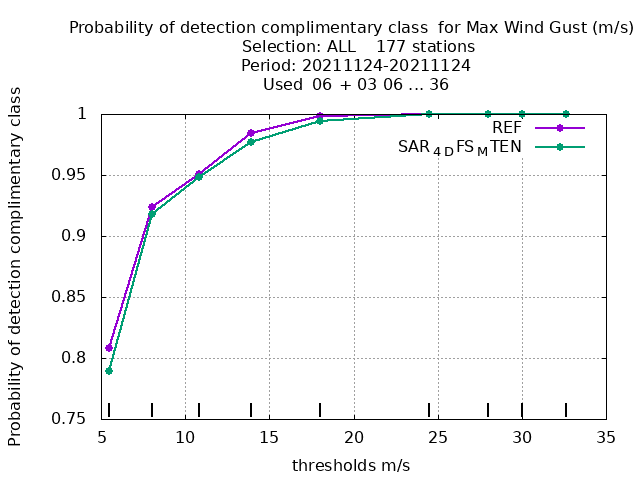 Probability of detection complimentary class  for Max Wind Gust (m/s)
Selection: ALL    177 stations
Period: 20211124-20211124
Used  06 + 03 06 ... 36
Probability of detection complimentary class
1
0.95
0.9
0.85
0.8
0.75
REF
SAR4DFSMTEN
5 10 15 20 25 30 35
thresholds m/s